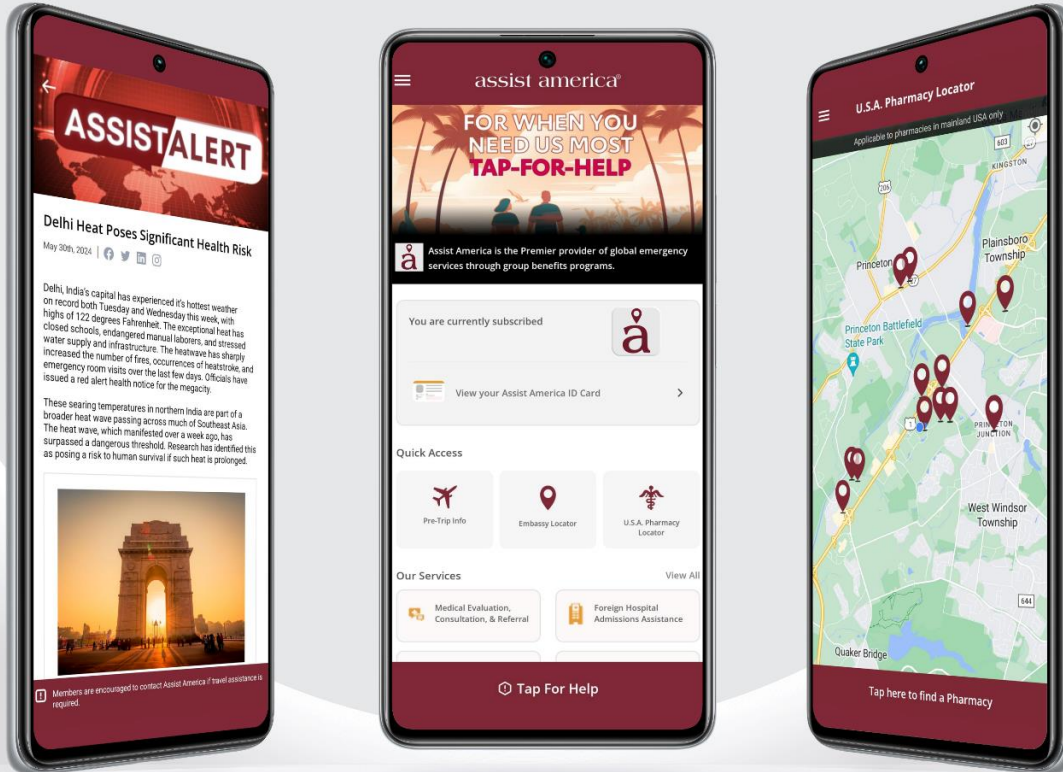 ASSISTALERT
Delhi Heat Poses Significant Health Risk
May 30th, 2024
Delhi, India's capital has experienced it's hottest weather
on record both Tuesday and Wednesday this week, with
highs of 122 degrees Fahrenheit. The exceptional heat has
closed schools, endangered manual laborers, and stressed
water supply and infrastructure. The heatwave has sharply
increased the number of fires, occurrences of heatstroke, and
emergency room visits over the last few days. Officials have
issued a red alert health notice for the megacity.
These searing temperatures in northern India are part of a
broader heat wave passing across much of Southeast Asia.
The heat wave, which manifested over a week ago, has
surpassed a dangerous threshold. Research has identified this
as posing a risk to human survival if such heat is prolonged.
Members are encouraged to contact Assist America if travel assistance is
required.
assist america®
FOR WHEN YOU
NEED US MOST
TAP-FOR-HELP
a
Assist America is the Premier provider of global emergency
services through group benefits programs.
You are currently subscribed
a
View your Assist America ID Card
Quick Access
Pre-Trip Info
Embassy Locator
U.S.A. Pharmacy
Locator
Our Services
View All
Medical Evaluation,
Consultation, & Referral
Foreign Hospital
Admissions Assistance
Tap For Help
U.S.A. Pharmacy Locator
Applicable to pharmacies in mainland USA only
603
KINGSTON
206
Plainsboro
Township
Princeton
Princeton Battlefield
State Park
1
PRINCETON
JUNCTION
West Windsor
Township
644
Quaker Bridge
Tap here to find a Pharmacy